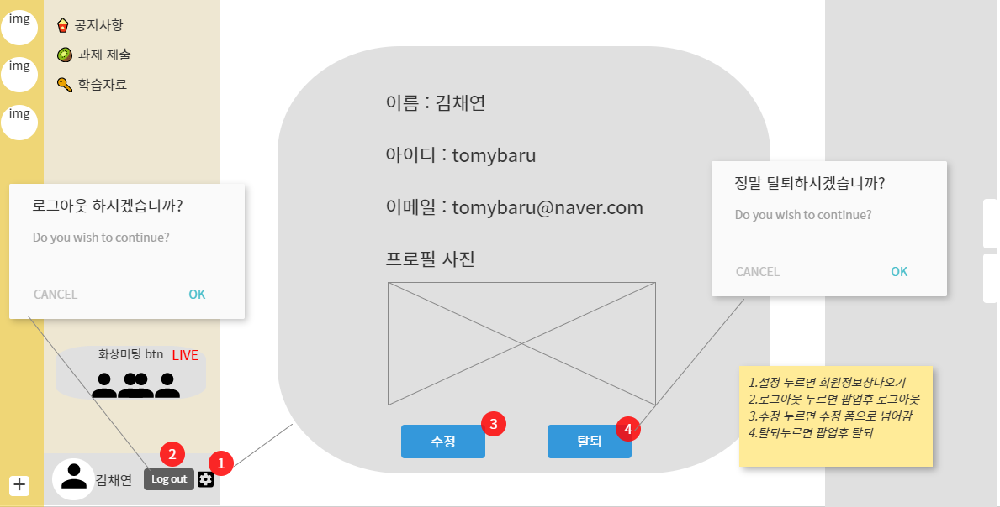 img
img
img
공지사항
과제 제출
학습자료
로그아웃 하시겠습니까?
Do you wish to continue?
CANCEL OK
화상미팅 btn LIVE
2
1
김채연 Log out
+
이름 : 김채연
아이디 : tomybaru
이메일 : tomybaru@naver.com
프로필 사진
3
4
수정 탈퇴
정말 탈퇴하시겠습니까?
Do you wish to continue?
CANCEL OK
1.설정 누르면 회원정보창나오기
2.로그아웃 누르면 팝업후 로그아웃
3.수정 누르면 수정 폼으로 넘어감
4.탈퇴누르면 팝업후 탈퇴